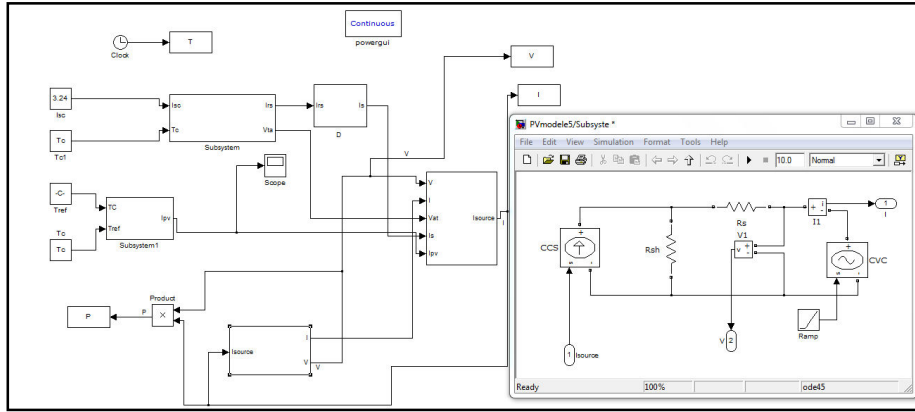 Continuous
powergui
Clock
T
V
I
3.24
Isc
Isc
Tc
Irs
Vta
Subsystem
Irs
Is
D
Tc
Tc1
Scope
V
-C-
Tref
TC
Tref
Ipv
Subsystem1
Tc
Tc
V
I
Vat
Is
Ipv
Isource
I
Product
P
P
×
Isource
I
V
V
PVmodele5/Subsyste *
File Edit View Simulation Format Tools Help
10.0
Normal
CCS
+
s
-
Rsh
Rs
V1
v
+
-
I1
+
-
i
1
I
CVC
+
s
-
Ramp
V
2
1
Isource
Ready
100%
ode45